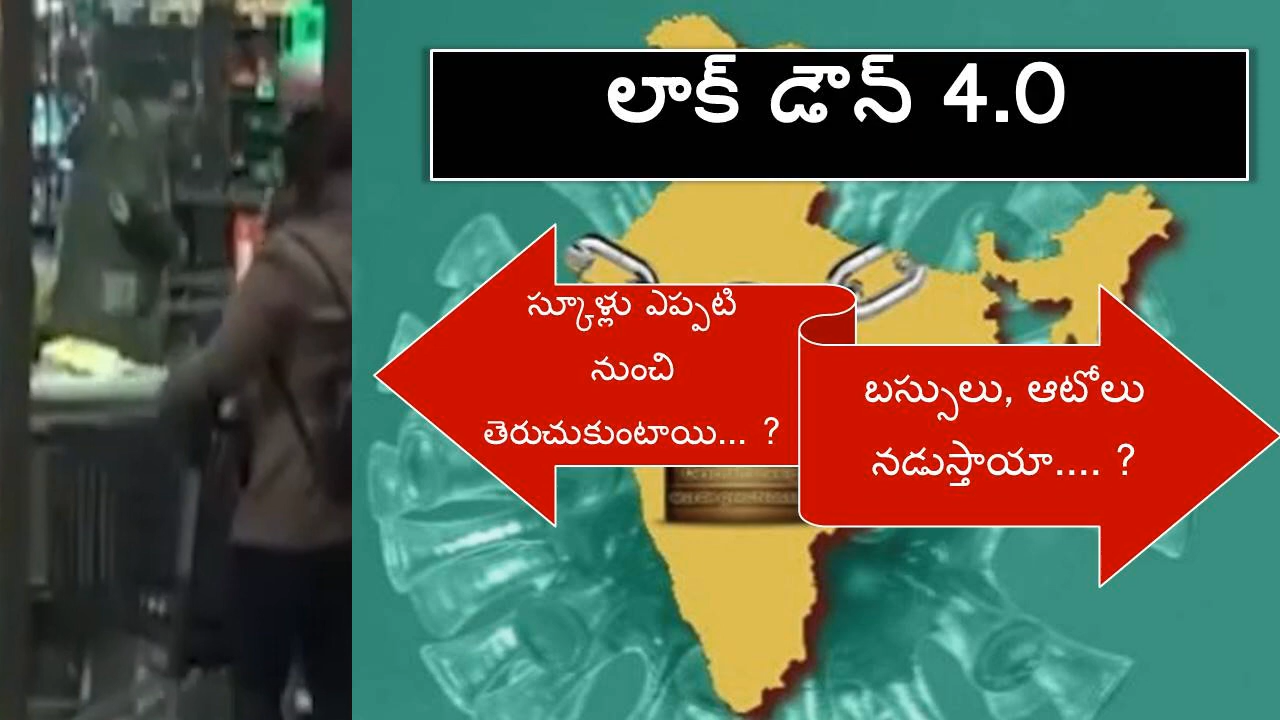 లాక్ డౌన్ 4.0
స్కూళ్లు ఎప్పటి
నుంచి
తెరుచుకుంటాయి... ?
బస్సులు, ఆటోలు
నడుస్తాయా.... ?